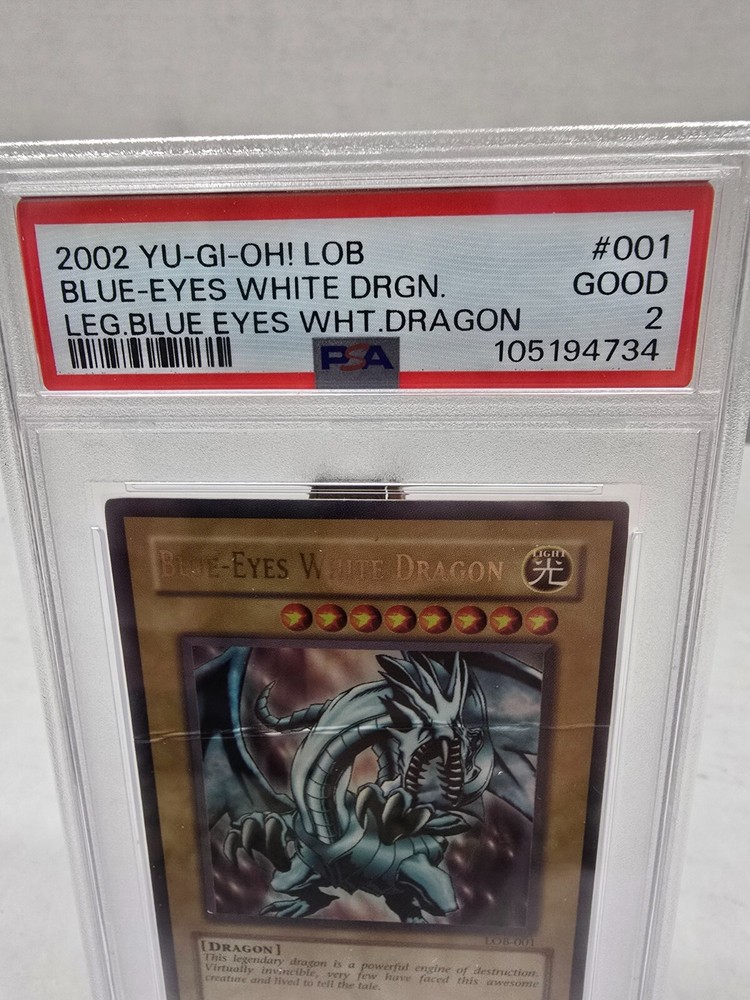 2002 YU-GI-OH! LOB #001
BLUE-EYES WHITE DRGN. GOOD
LEG.BLUE EYES WHT.DRAGON 2
PSA 105194734
BLUE-EYES WHITE DRAGON
LIGHT
光
LOB-001
[DRAGON]
This legendary dragon is a powerful engine of destruction.
Virtually invincible, very few have faced this awesome
creature and lived to tell the tale.